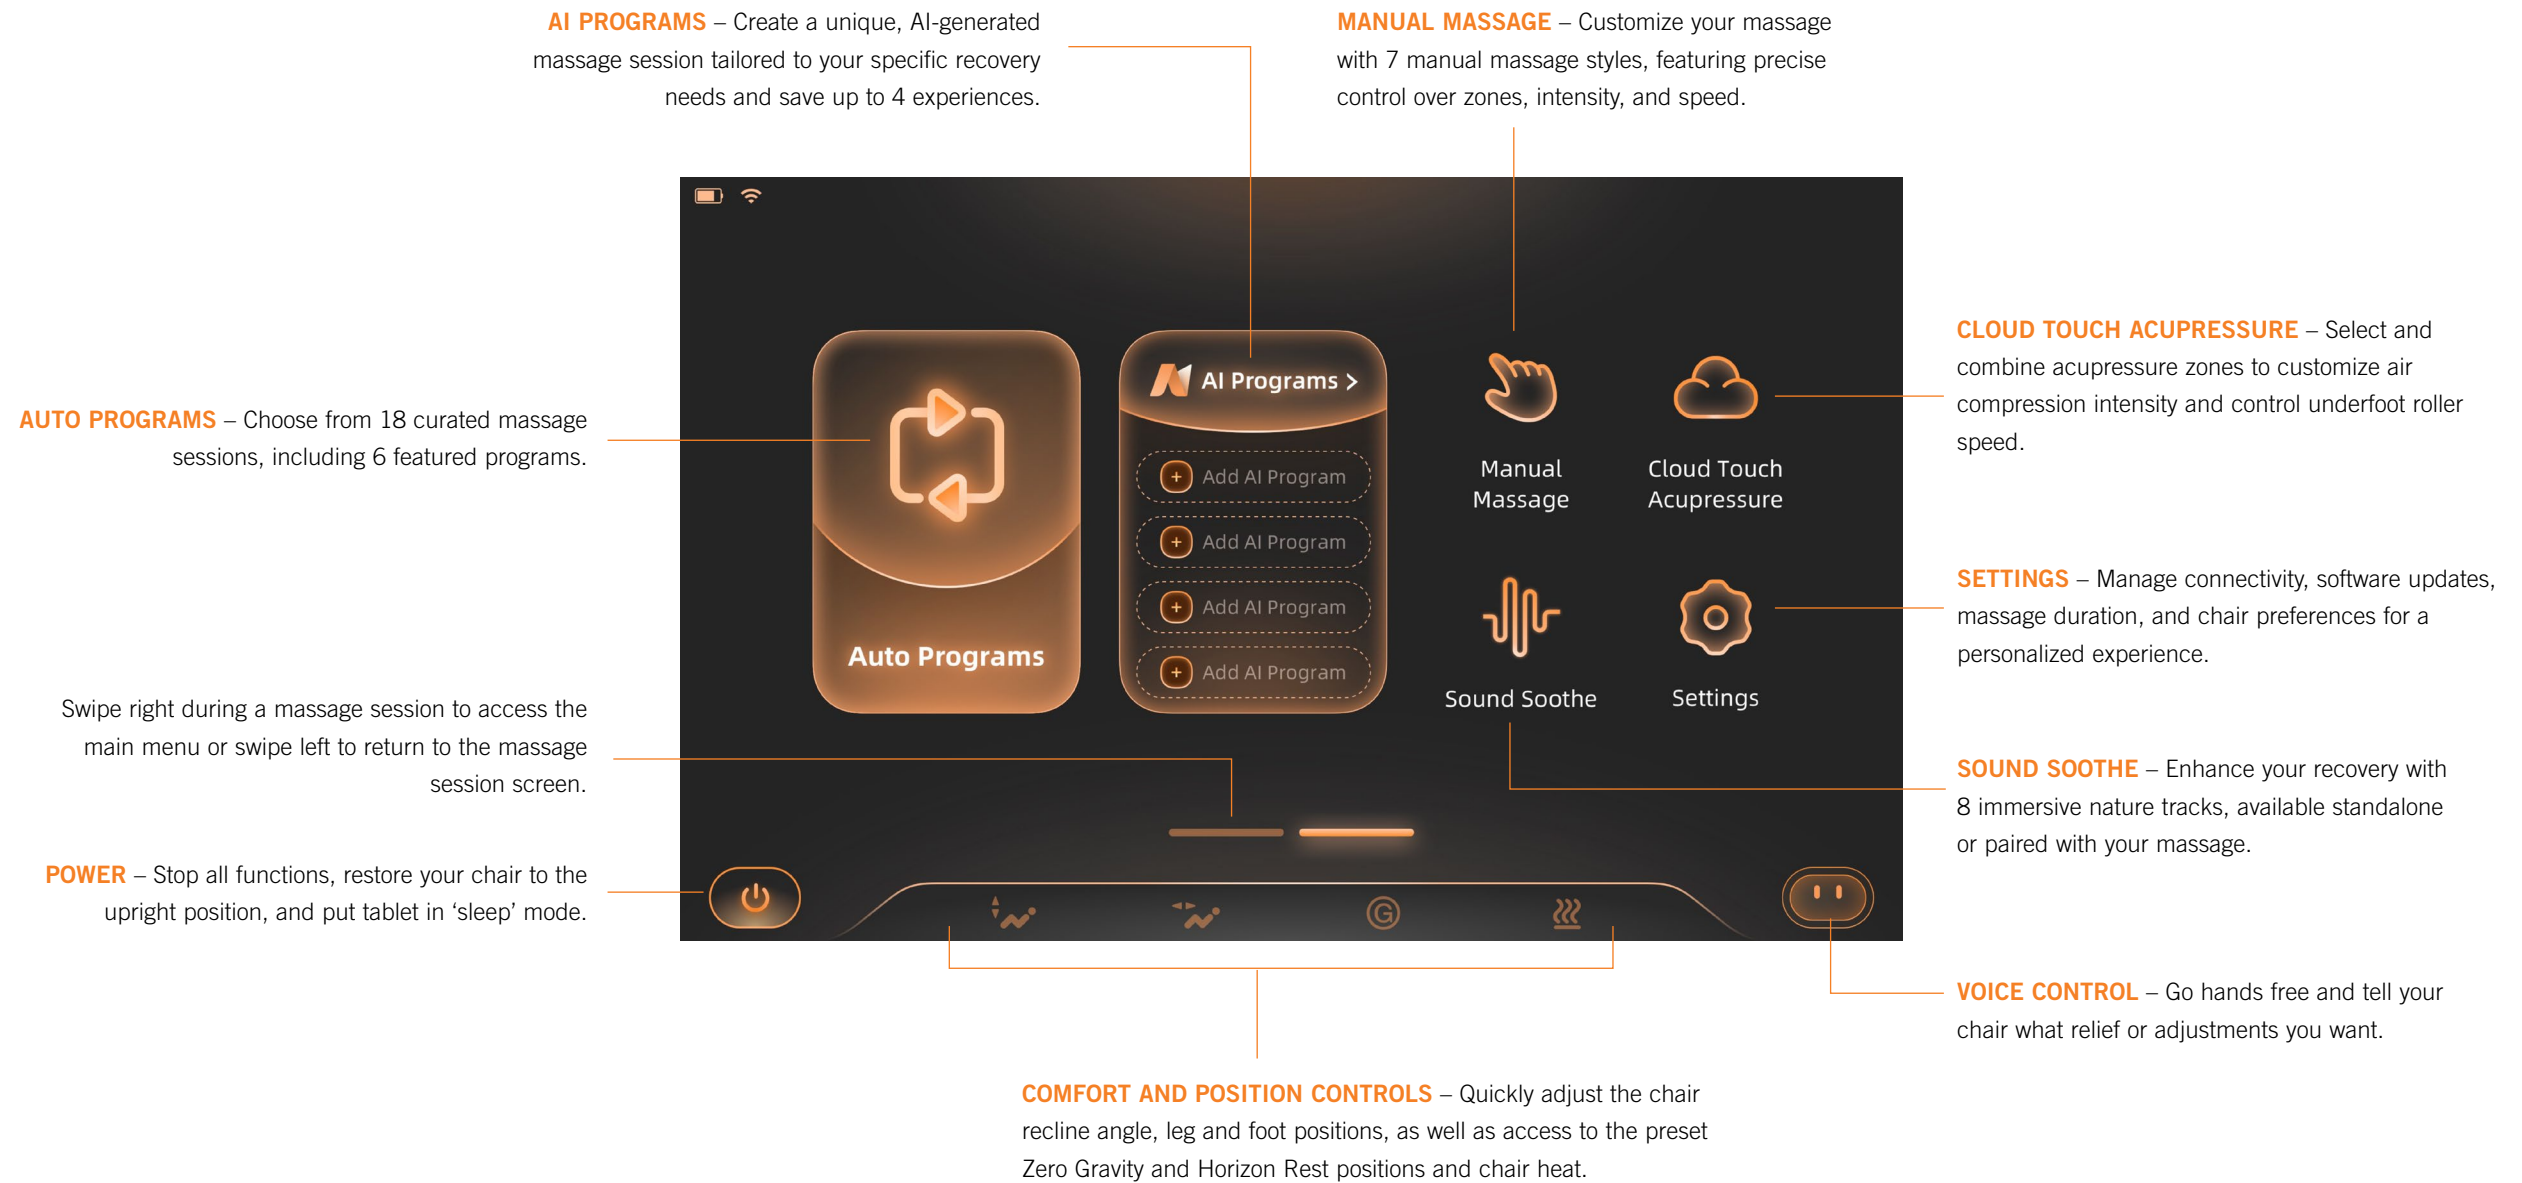 AI PROGRAMS – Create a unique, AI-generated
massage session tailored to your specific recovery
needs and save up to 4 experiences.
MANUAL MASSAGE – Customize your massage
with 7 manual massage styles, featuring precise
control over zones, intensity, and speed.
AUTO PROGRAMS – Choose from 18 curated massage
sessions, including 6 featured programs.
Swipe right during a massage session to access the
main menu or swipe left to return to the massage
session screen.
POWER – Stop all functions, restore your chair to the
upright position, and put tablet in ‘sleep’ mode.
Auto Programs
AI Programs >
Add AI Program
Add AI Program
Add AI Program
Add AI Program
Manual
Massage
Cloud Touch
Acupressure
Sound Soothe
Settings
G
CLOUD TOUCH ACUPRESSURE – Select and
combine acupressure zones to customize air
compression intensity and control underfoot roller
speed.
SETTINGS – Manage connectivity, software updates,
massage duration, and chair preferences for a
personalized experience.
SOUND SOOTHE – Enhance your recovery with
8 immersive nature tracks, available standalone
or paired with your massage.
VOICE CONTROL – Go hands free and tell your
chair what relief or adjustments you want.
COMFORT AND POSITION CONTROLS – Quickly adjust the chair
recline angle, leg and foot positions, as well as access to the preset
Zero Gravity and Horizon Rest positions and chair heat.